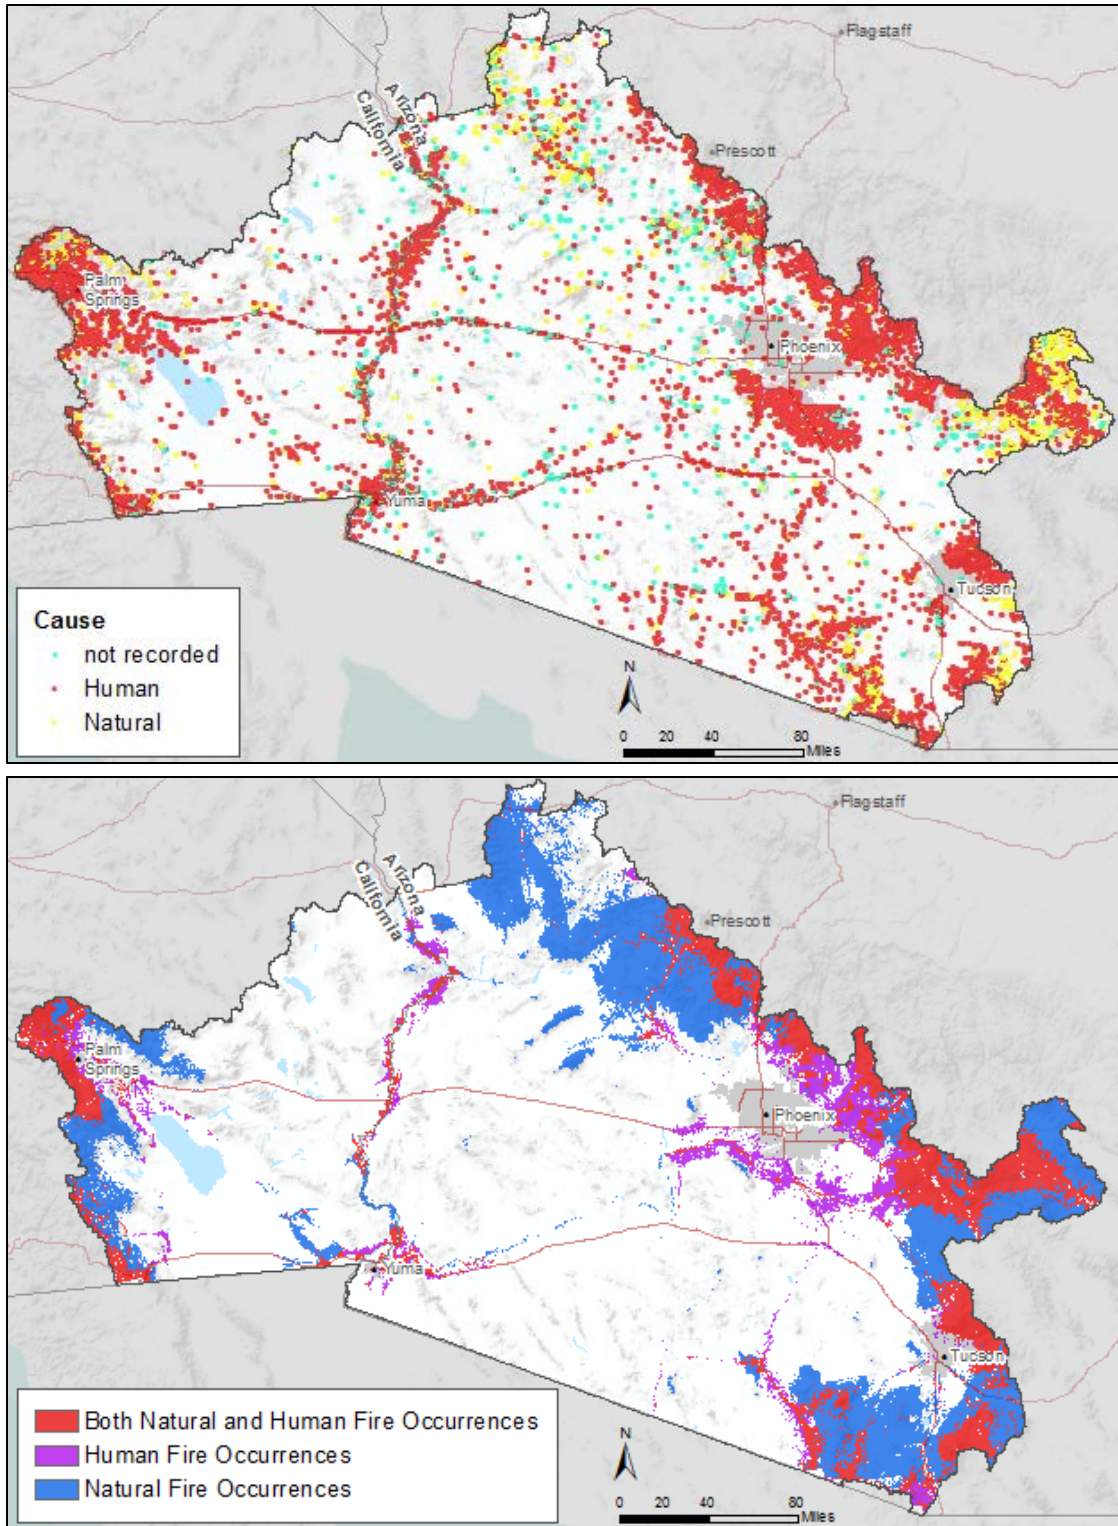 Flagstaff
Arizona
California
Prescott
Palm
Springs
Phoenix
Yuma
Tucson
Cause
not recorded
Human
Natural
N
0 20 40 80
Miles
Flagstaff
Arizona
California
Prescott
Palm
Springs
Phoenix
Yuma
Tucson
Both Natural and Human Fire Occurrences
Human Fire Occurrences
Natural Fire Occurrences
N
0 20 40 80
Miles